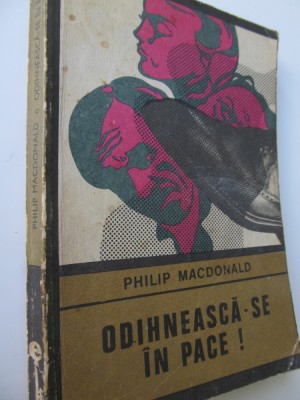 PHILIP MACDONALD
ODIHNEASCĂ-SE
ÎN PACE !
PHILIP MACDONALD ODIHNEASCĂ-SE